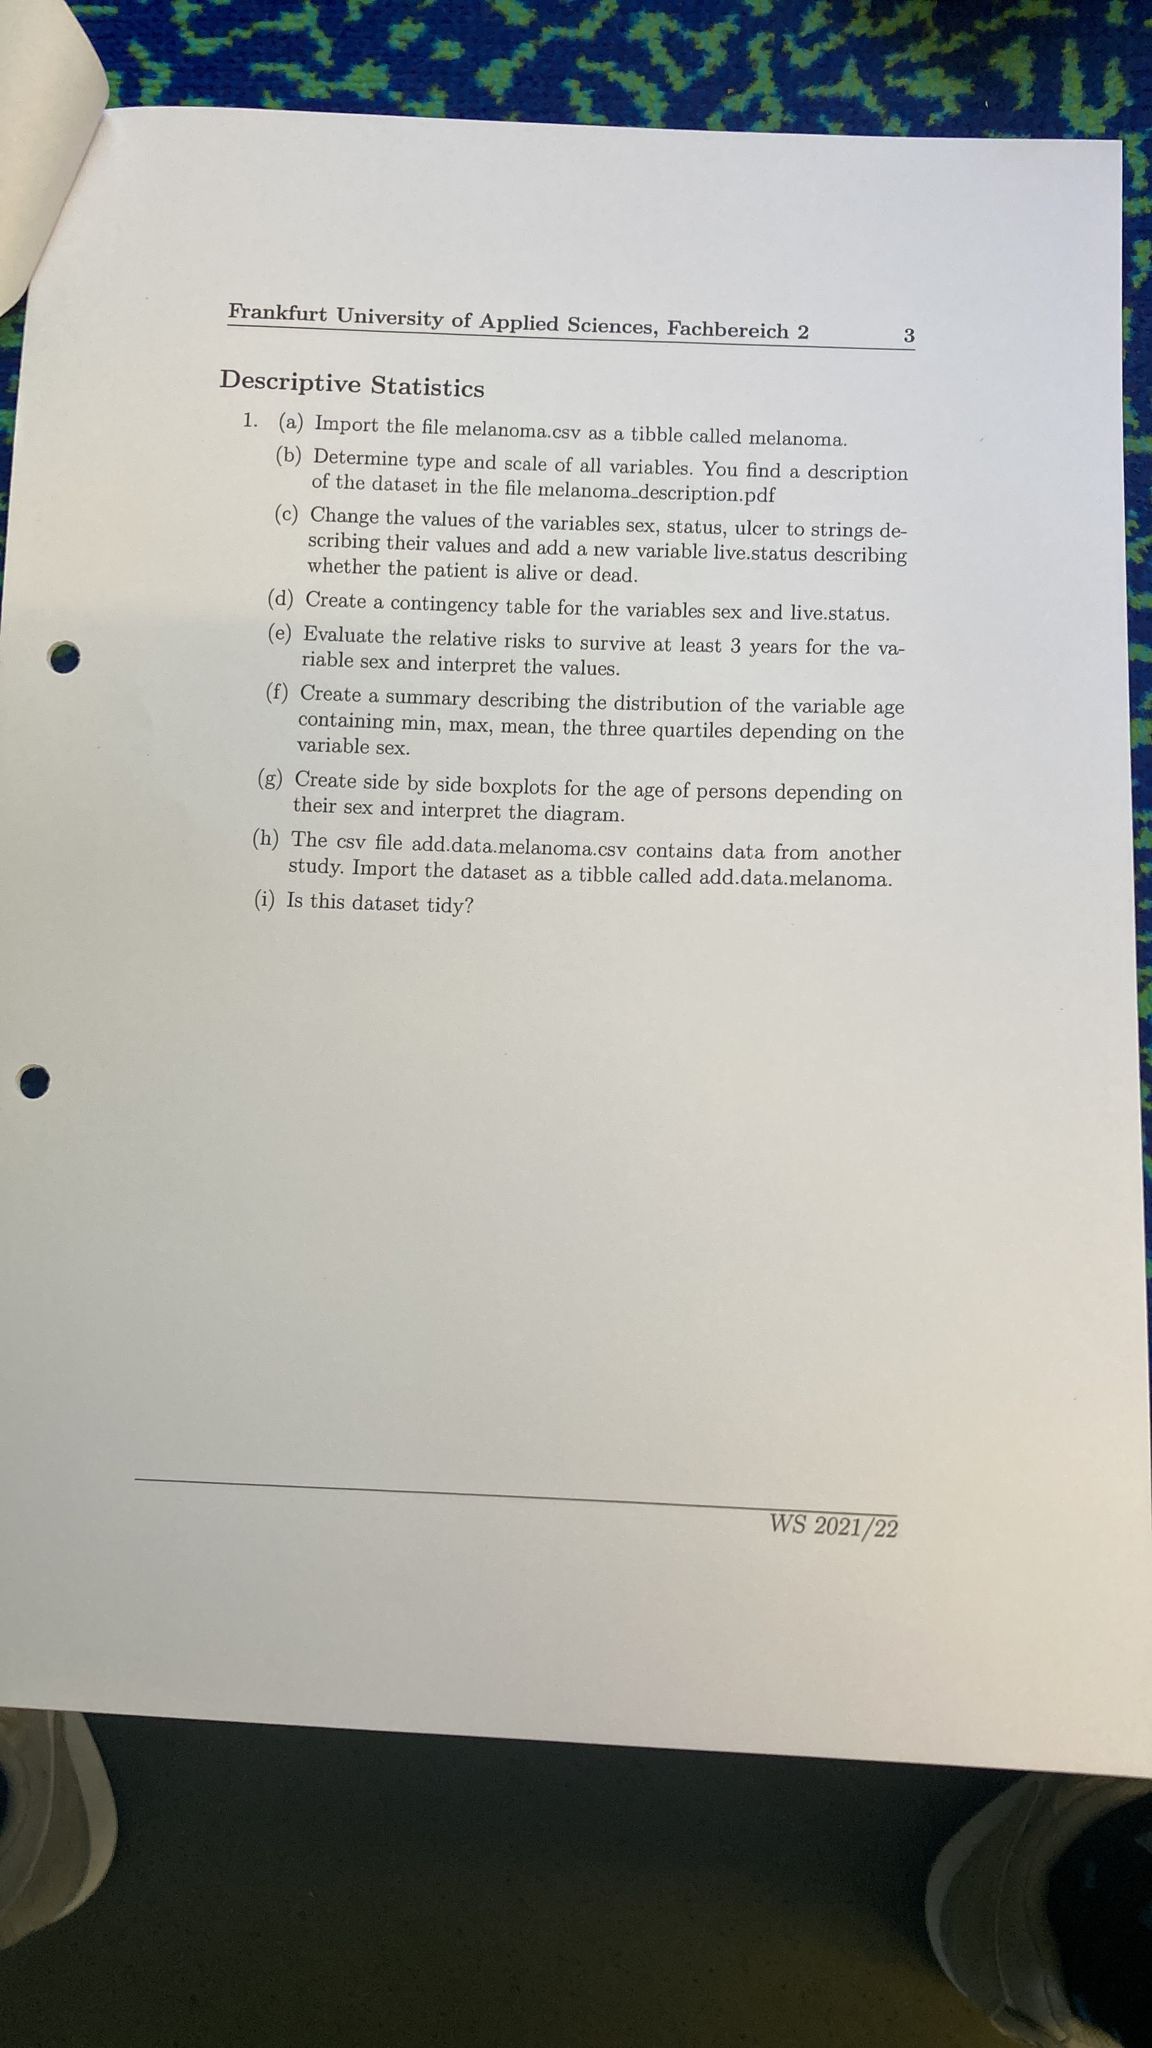 Frankfurt University of Applied Sciences, Fachbereich 2 3
Descriptive Statistics
1. (a) Import the file melanoma.csv as a tibble called melanoma.
(b) Determine type and scale of all variables. You find a description
of the dataset in the file melanoma_description.pdf
(c) Change the values of the variables sex, status, ulcer to strings de-
scribing their values and add a new variable live.status describing
whether the patient is alive or dead.
(d) Create a contingency table for the variables sex and live.status.
(e) Evaluate the relative risks to survive at least 3 years for the va-
riable sex and interpret the values.
(f) Create a summary describing the distribution of the variable age
containing min, max, mean, the three quartiles depending on the
variable sex.
(g) Create side by side boxplots for the age of persons depending on
their sex and interpret the diagram.
(h) The csv file add.data.melanoma.csv contains data from another
study. Import the dataset as a tibble called add.data.melanoma.
(i) Is this dataset tidy?
WS 2021/22